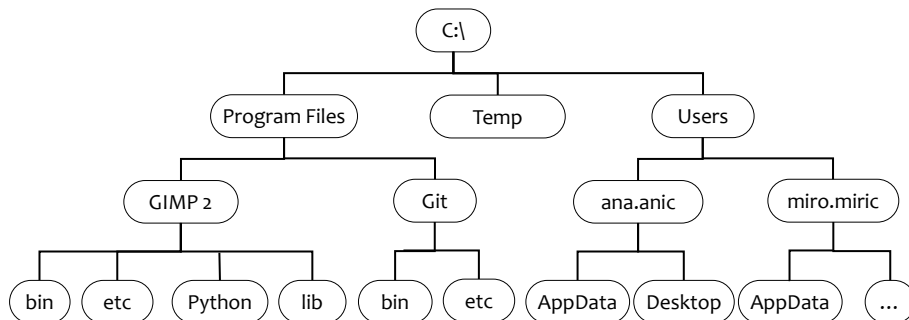 C:\
Program Files
Temp
Users
GIMP 2
Git
ana.anic
miro.miric
bin
etc
Python
lib
bin
etc
AppData
Desktop
AppData
...